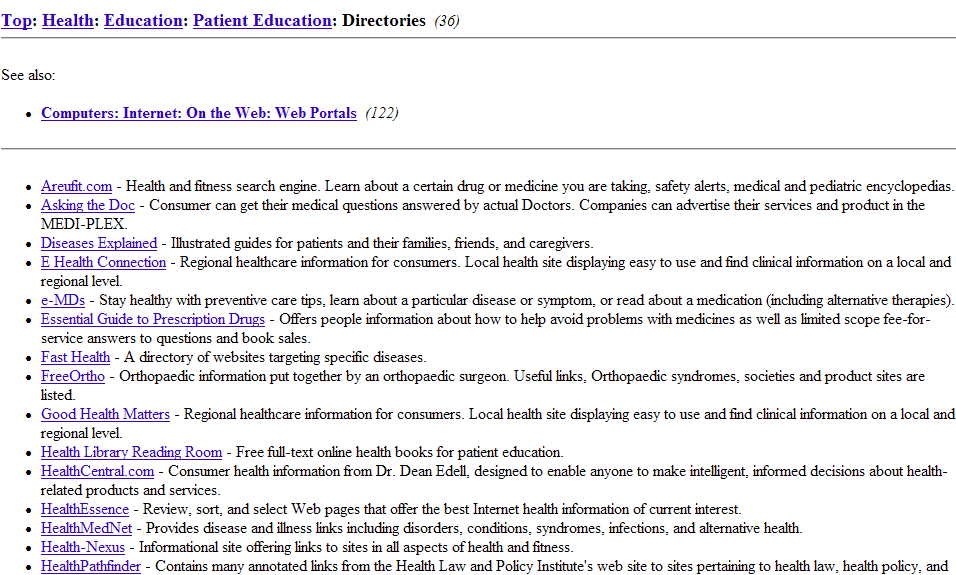 Top: Health: Education: Patient Education: Directories (36)
See also:
Computers: Internet: On the Web: Web Portals (122)
Areufit.com - Health and fitness search engine. Learn about a certain drug or medicine you are taking, safety alerts, medical and pediatric encyclopedias.
Asking the Doc - Consumer can get their medical questions answered by actual Doctors. Companies can advertise their services and product in the
MEDI-PLEX.
Diseases Explained - Illustrated guides for patients and their families, friends, and caregivers.
E Health Connection - Regional healthcare information for consumers. Local health site displaying easy to use and find clinical information on a local and
regional level.
e-MDs - Stay healthy with preventive care tips, learn about a particular disease or symptom, or read about a medication (including alternative therapies).
Essential Guide to Prescription Drugs - Offers people information about how to help avoid problems with medicines as well as limited scope fee-for-
service answers to questions and book sales.
Fast Health - A directory of websites targeting specific diseases.
FreeOrtho - Orthopaedic information put together by an orthopaedic surgeon. Useful links, Orthopaedic syndromes, societies and product sites are
listed.
Good Health Matters - Regional healthcare information for consumers. Local health site displaying easy to use and find clinical information on a local and
regional level.
Health Library Reading Room - Free full-text online health books for patient education.
HealthCentral.com - Consumer health information from Dr. Dean Edell, designed to enable anyone to make intelligent, informed decisions about health-
related products and services.
HealthEssence - Review, sort, and select Web pages that offer the best Internet health information of current interest.
HealthMedNet - Provides disease and illness links including disorders, conditions, syndromes, infections, and alternative health.
Health-Nexus - Informational site offering links to sites in all aspects of health and fitness.
HealthPathfinder - Contains many annotated links from the Health Law and Policy Institute's web site to sites pertaining to health law, health policy, and